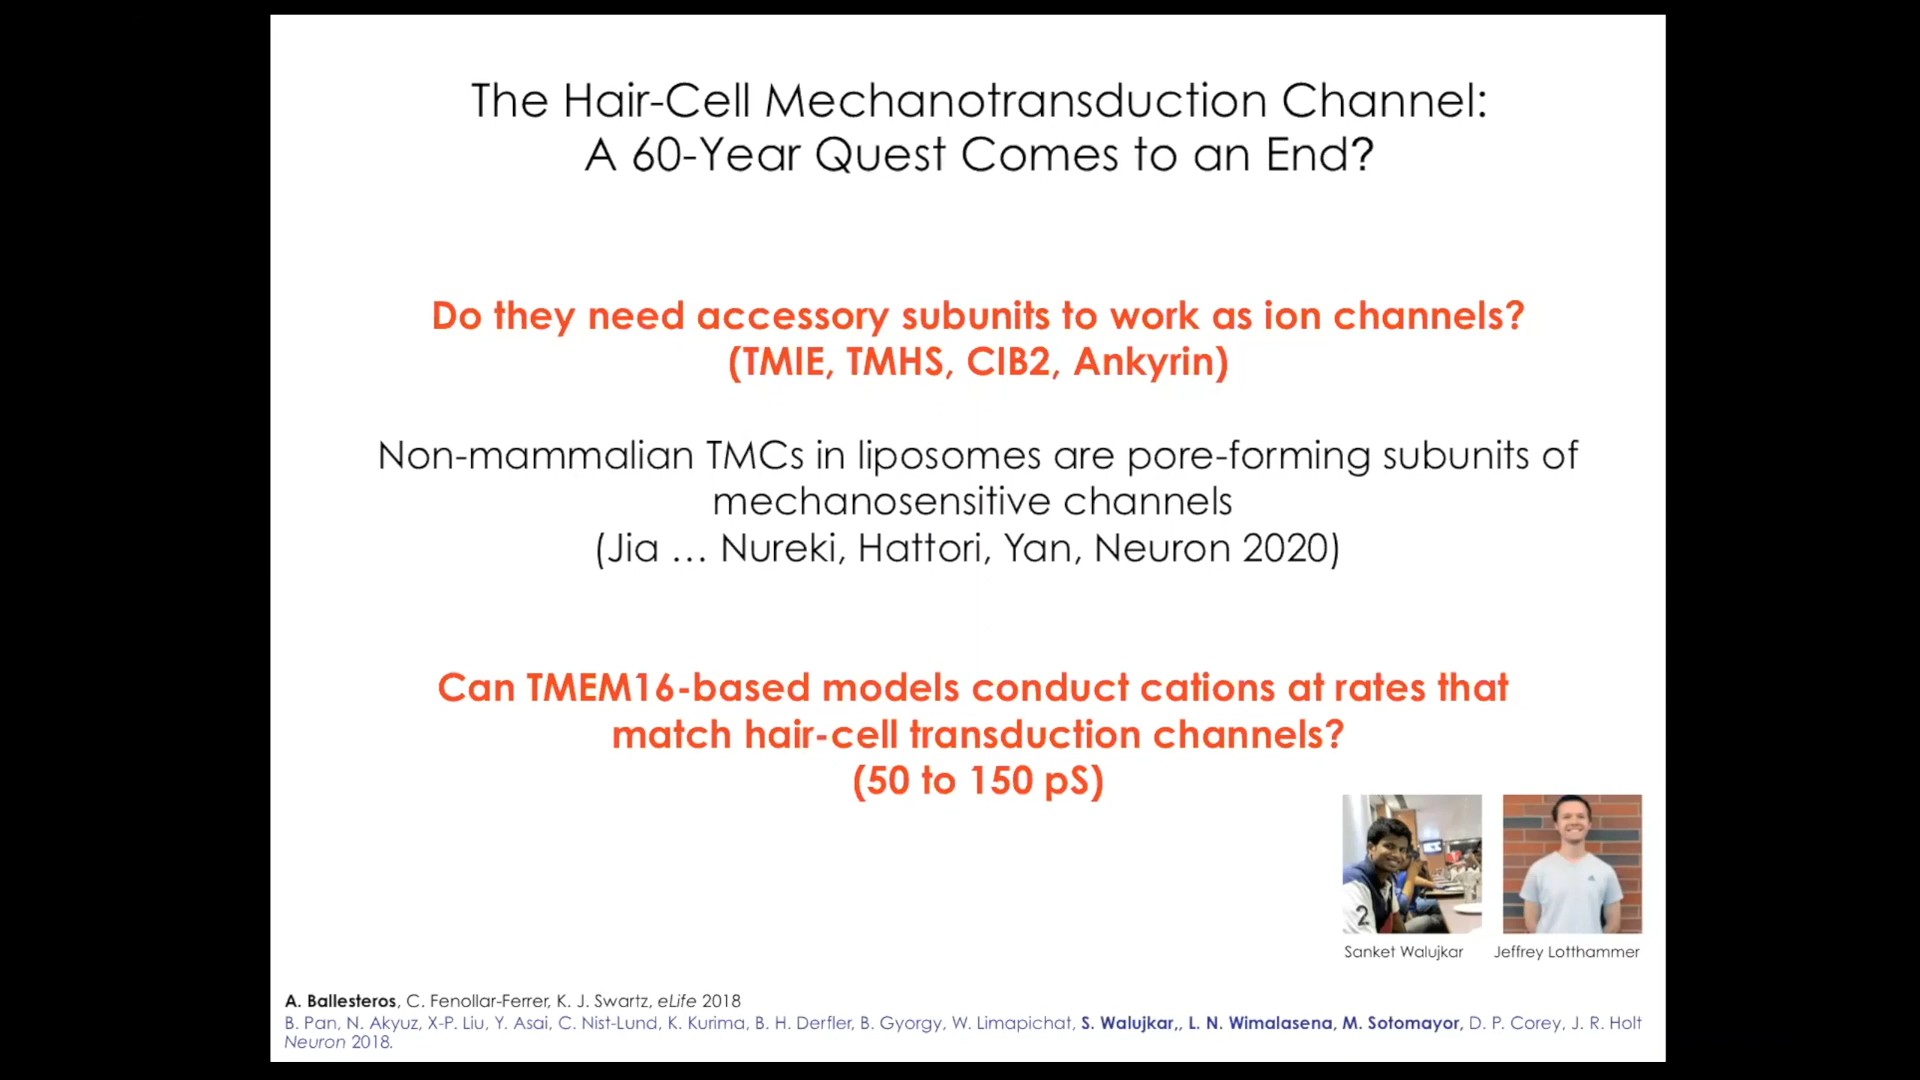 The Hair-Cell Mechanotransduction Channel:
A 60-Year Quest Comes to an End?
Do they need accessory subunits to work as ion channels?
(TMIE, TMHS, CIB2, Ankyrin)
Non-mammalian TMCs in liposomes are pore-forming subunits of
mechanosensitive channels
(Jia … Nureki, Hattori, Yan, Neuron 2020)
Can TMEM16-based models conduct cations at rates that
match hair-cell transduction channels?
(50 to 150 pS)
2
Sanket Walujkar
Jeffrey Lotthammer
A. Ballesteros, C. Fenollar-Ferrer, K. J. Swartz, eLife 2018
B. Pan, N. Akyuz, X-P. Liu, Y. Asai, C. Nist-Lund, K. Kurima, B. H. Derfler, B. Gyorgy, W. Limapichat, S. Walujkar,, L. N. Wimalasena, M. Sotomayor, D. P. Corey, J. R. Holt
Neuron 2018.